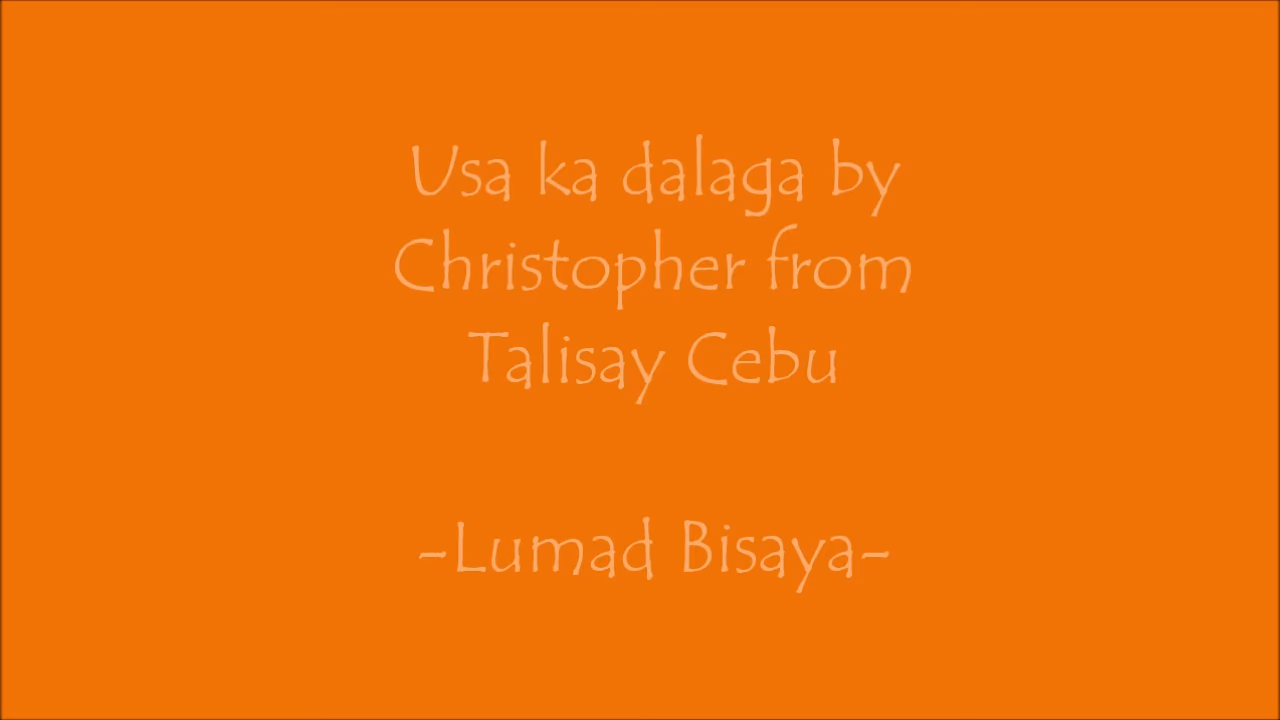 Usa ka dalaga by
Christopher from
Talisay Cebu
-Lumad Bisaya-